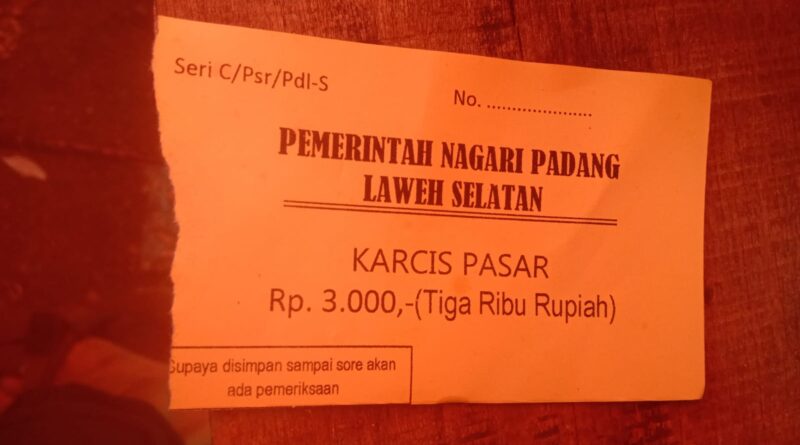 Seri C/Psr/Pdl-S
No. ......................
PEMERINTAH NAGARI PADANG
LAWEH SELATAN
KARCIS PASAR
Rp. 3.000,-(Tiga Ribu Rupiah)
Supaya disimpan sampai sore akan
ada pemeriksaan